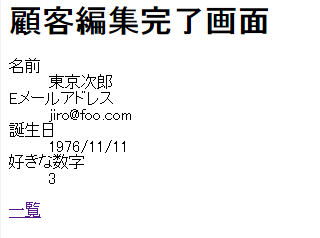 顧客編集完了画面
名前
東京次郎
Eメールアドレス
jiro@foo.com
誕生日
1976/11/11
好きな数字
3
一覧